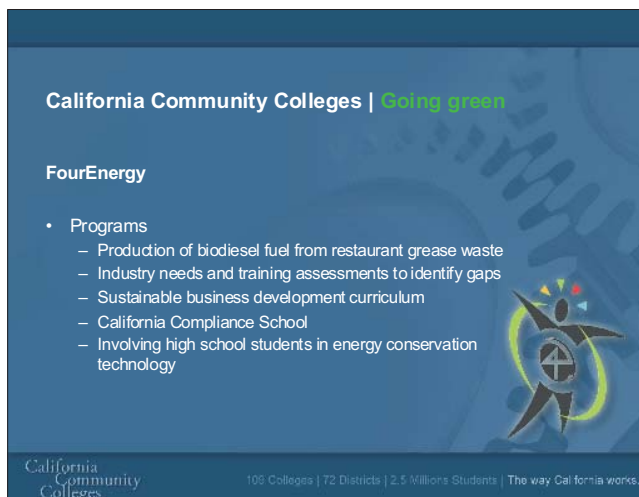 California Community Colleges | Going green
FourEnergy
• Programs
– Production of biodiesel fuel from restaurant grease waste
– Industry needs and training assessments to identify gaps
– Sustainable business development curriculum
– California Compliance School
– Involving high school students in energy conservation
technology
4
California
Community
Colleges
109 Colleges | 72 Districts | 2.5 Millions Students | The way California works.